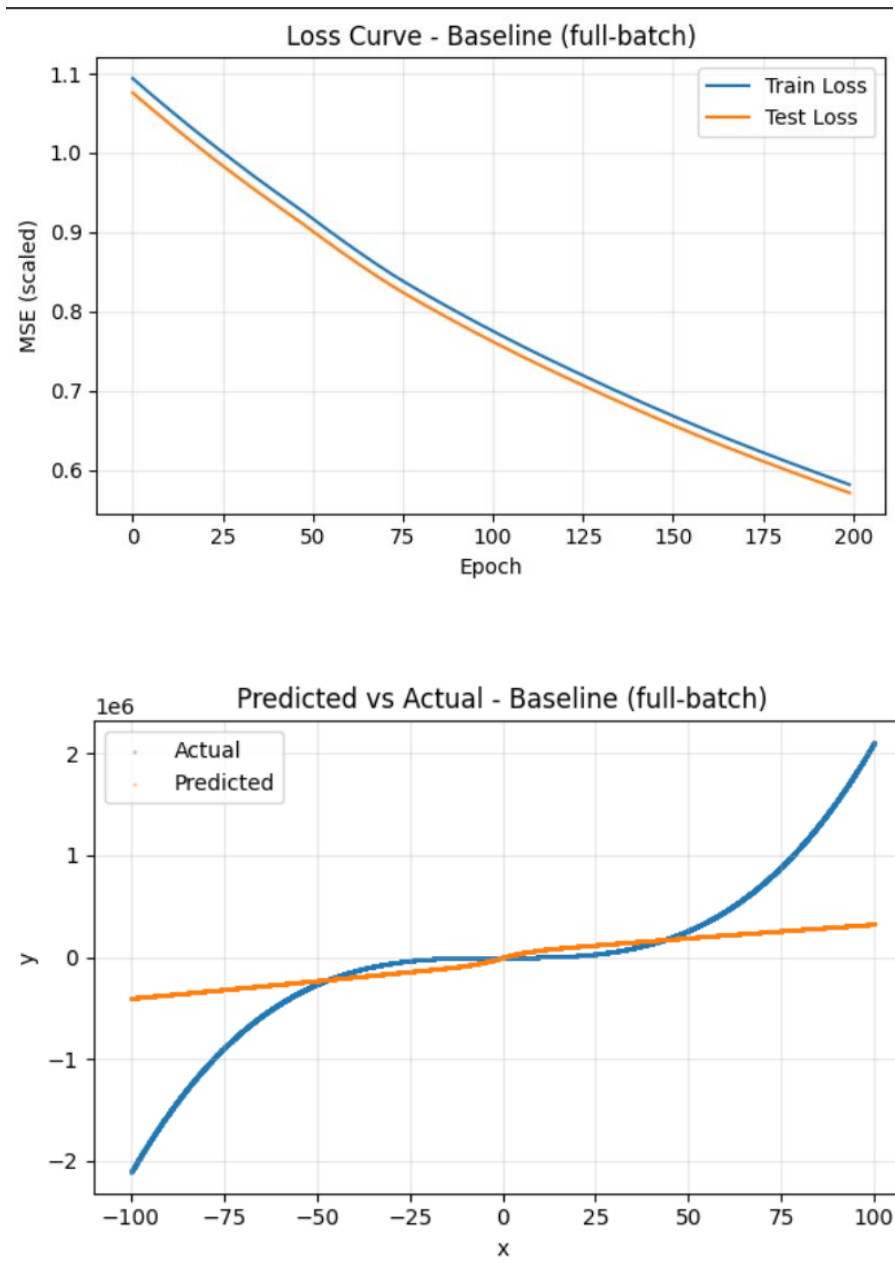 Loss Curve - Baseline (full-batch)
1.1
1.0
0.9
0.8
0.7
0.6
MSE (scaled)
Train Loss
Test Loss
0 25 50 75 100 125 150 175 200
Epoch
Predicted vs Actual - Baseline (full-batch)
1e6
Actual
Predicted
2
1
0
−1
−2
y
−100 −75 −50 −25 0 25 50 75 100
x